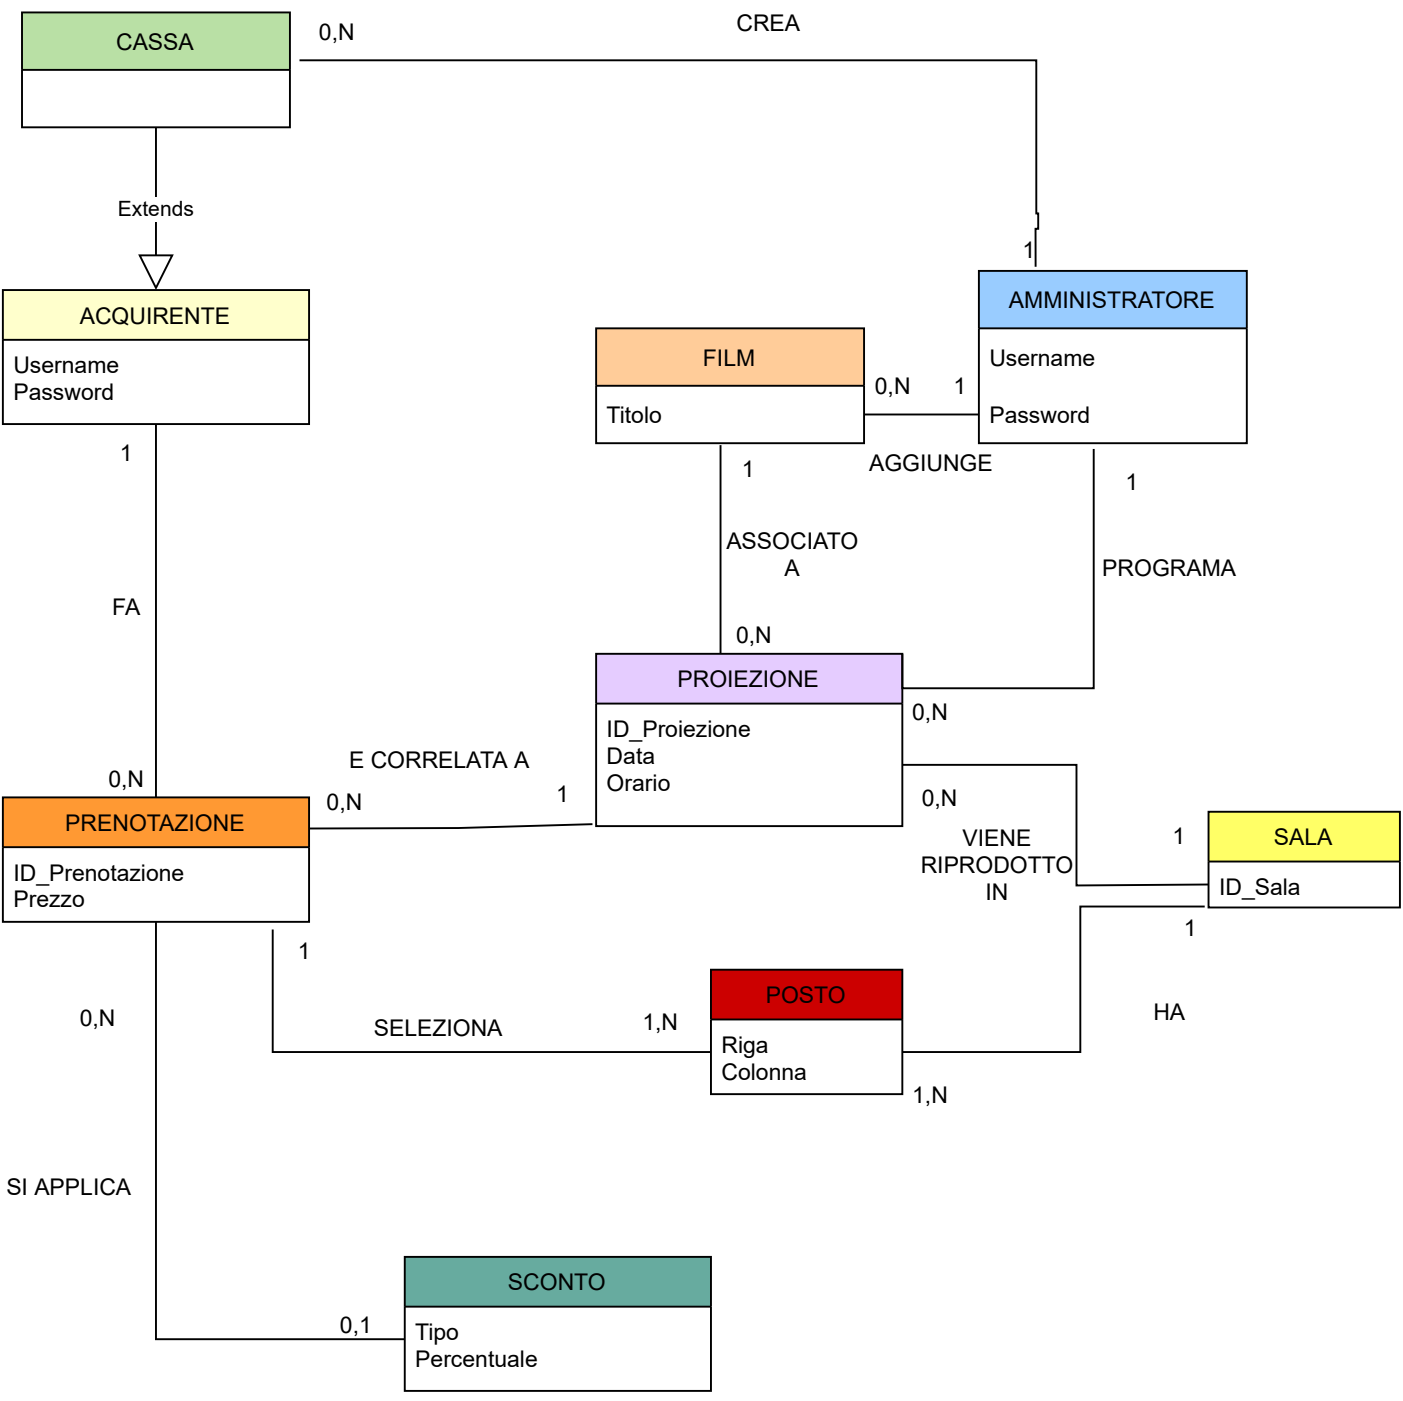 CREA
0,N
CASSA
Extends
1
AMMINISTRATORE
Username
Password
ACQUIRENTE
Username
Password
FILM
Titolo
0,N
1
AGGIUNGE
1
1
1
ASSOCIATO
A
PROGRAMA
FA
0,N
PROIEZIONE
ID_Proiezione
Data
Orario
0,N
E CORRELATA A
0,N
1
0,N
PRENOTAZIONE
ID_Prenotazione
Prezzo
0,N
VIENE
RIPRODOTTO
IN
1
SALA
ID_Sala
1
1
HA
0,N
SELEZIONA
1,N
POSTO
Riga
Colonna
1,N
SI APPLICA
0,1
SCONTO
Tipo
Percentuale